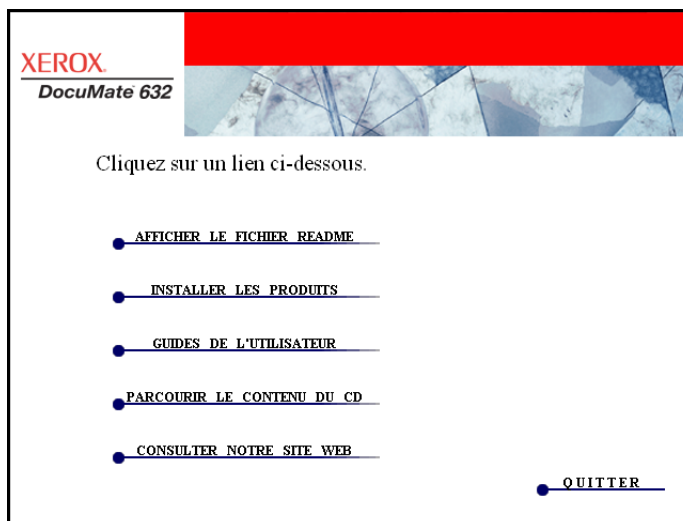 XEROX.
DocuMate 632
Cliquez sur un lien ci-dessous.
AFFICHER LE FICHIER README
INSTALLER LES PRODUITS
GUIDES DE L'UTILISATEUR
PARCOURIR LE CONTENU DU CD
CONSULTER NOTRE SITE WEB
QUITTER